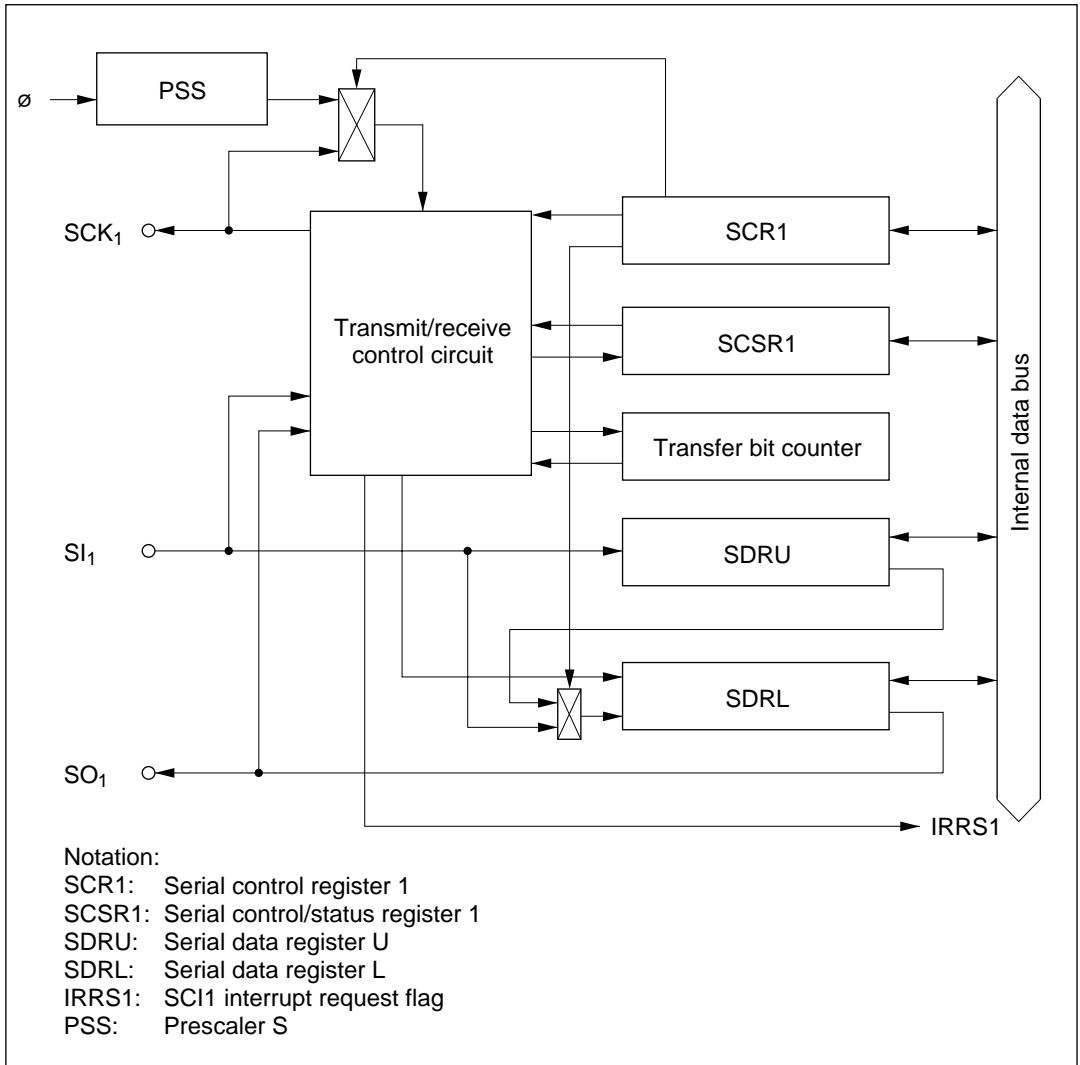 PSS
ø
SCK₁
SCR1
Transmit/receive
control circuit
SCSR1
Transfer bit counter
Internal data bus
SI₁
SDRU
SDRL
SO₁
IRRS1
Notation:
SCR1: Serial control register 1
SCSR1: Serial control/status register 1
SDRU: Serial data register U
SDRL: Serial data register L
IRRS1: SCI1 interrupt request flag
PSS: Prescaler S